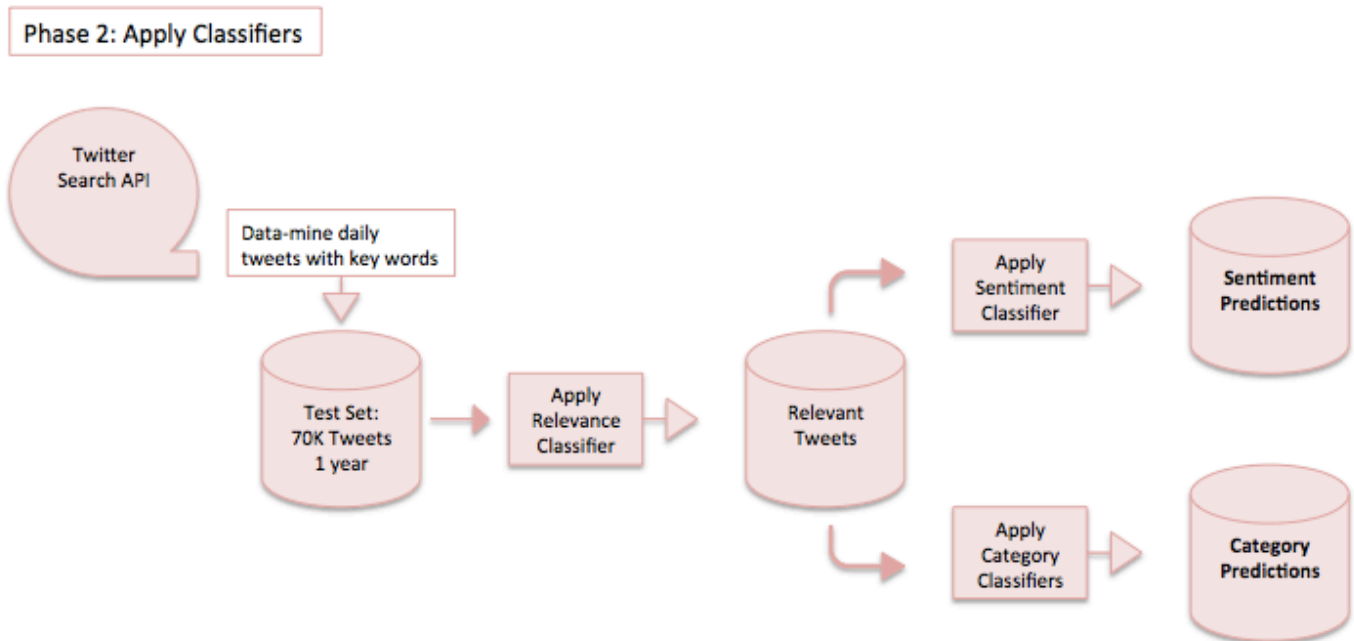 Phase 2: Apply Classifiers
Twitter
Search API
Data-mine daily
tweets with key words
Test Set:
70K Tweets
1 year
Apply
Relevance
Classifier
Relevant
Tweets
Apply
Sentiment
Classifier
Sentiment
Predictions
Apply
Category
Classifiers
Category
Predictions